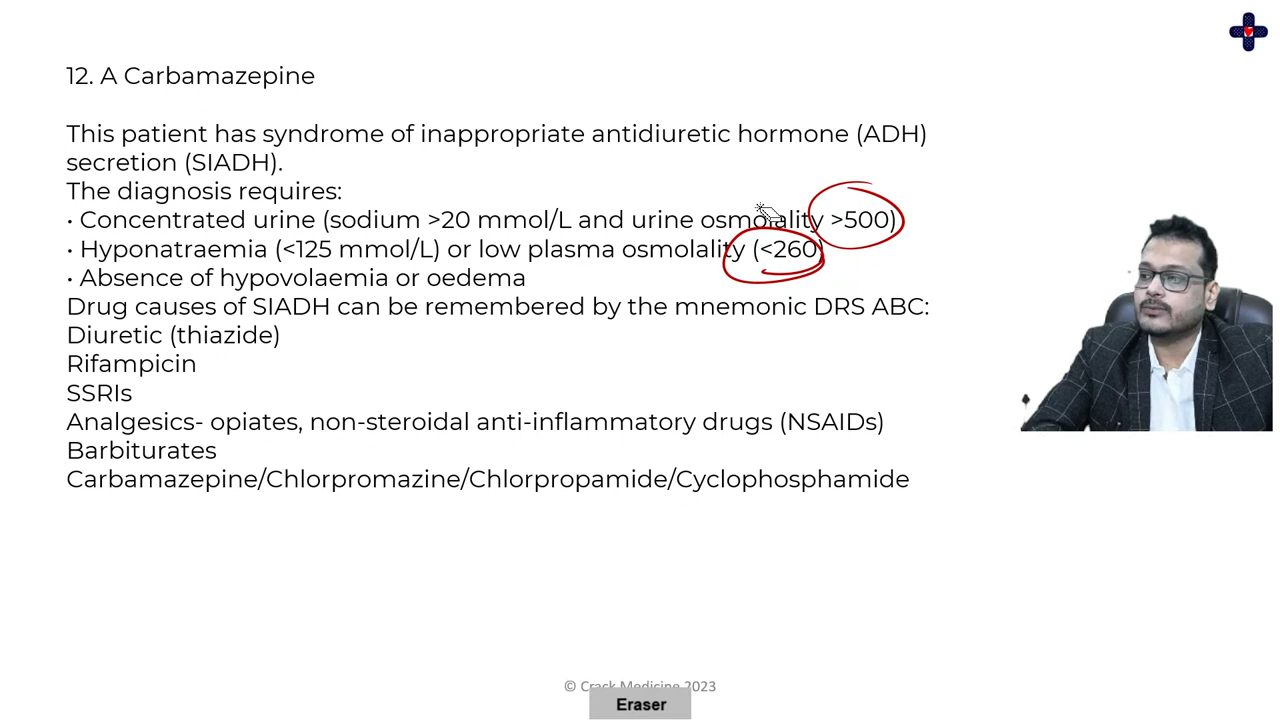 12. A Carbamazepine
This patient has syndrome of inappropriate antidiuretic hormone (ADH)
secretion (SIADH).
The diagnosis requires:
• Concentrated urine (sodium >20 mmol/L and urine osmolality >500)
• Hyponatraemia (<125 mmol/L) or low plasma osmolality (<260)
• Absence of hypovolaemia or oedema
Drug causes of SIADH can be remembered by the mnemonic DRS ABC:
Diuretic (thiazide)
Rifampicin
SSRIs
Analgesics- opiates, non-steroidal anti-inflammatory drugs (NSAIDs)
Barbiturates
Carbamazepine/Chlorpromazine/Chlorpropamide/Cyclophosphamide
© Crack Medicine 2023
Eraser